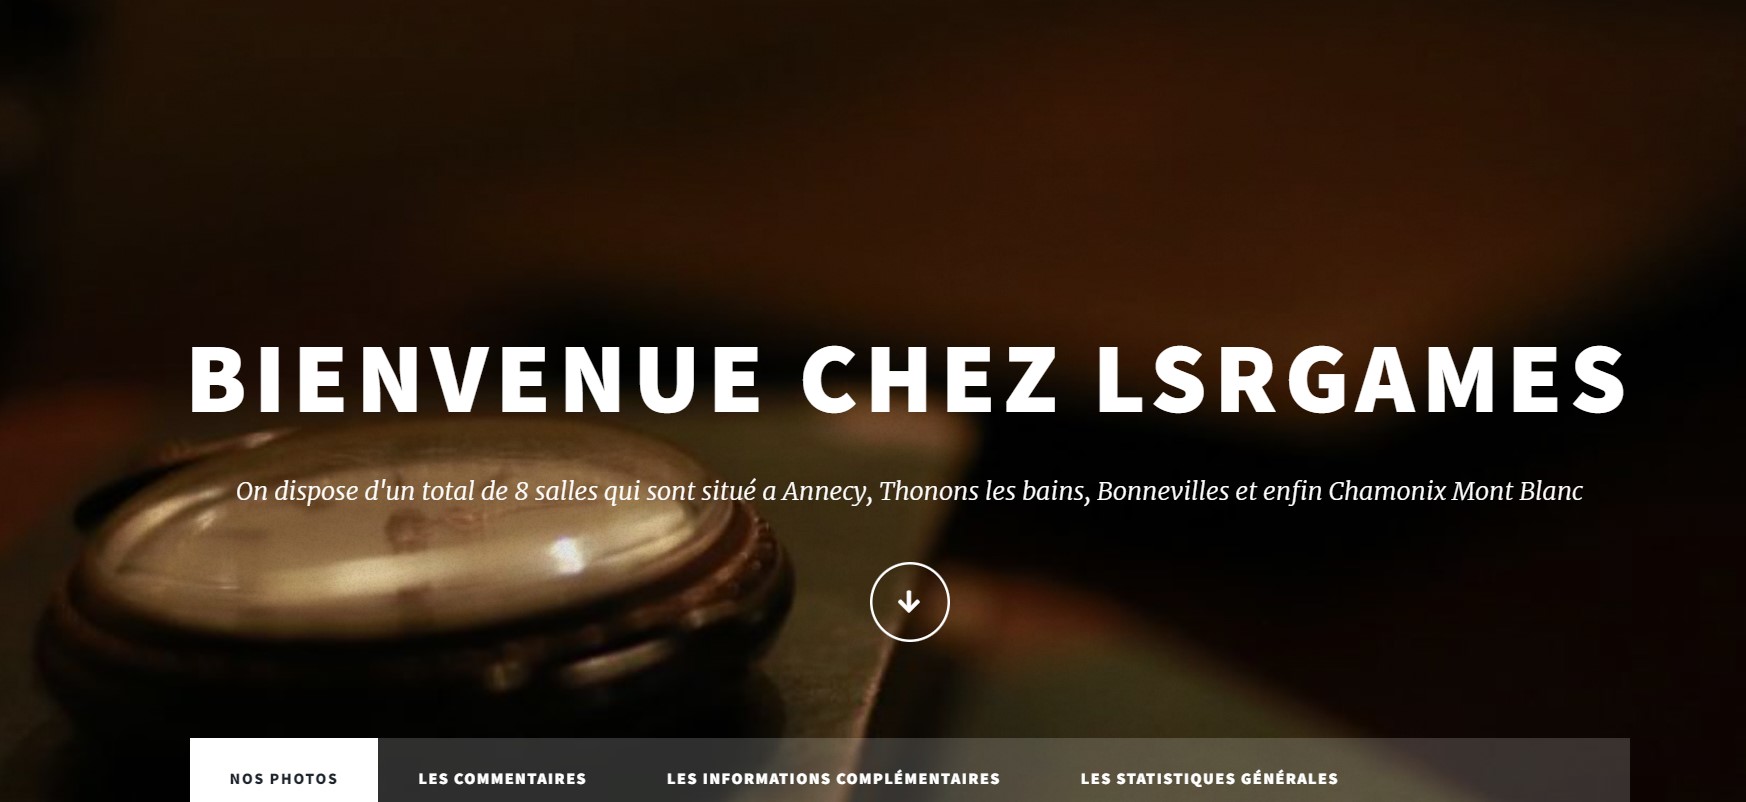 BIENVENUE CHEZ LSRGAMES
On dispose d'un total de 8 salles qui sont situé a Annecy, Thonons les bains, Bonnevilles et enfin Chamonix Mont Blanc
NOS PHOTOS LES COMMENTAIRES LES INFORMATIONS COMPLÉMENTAIRES LES STATISTIQUES GÉNÉRALES